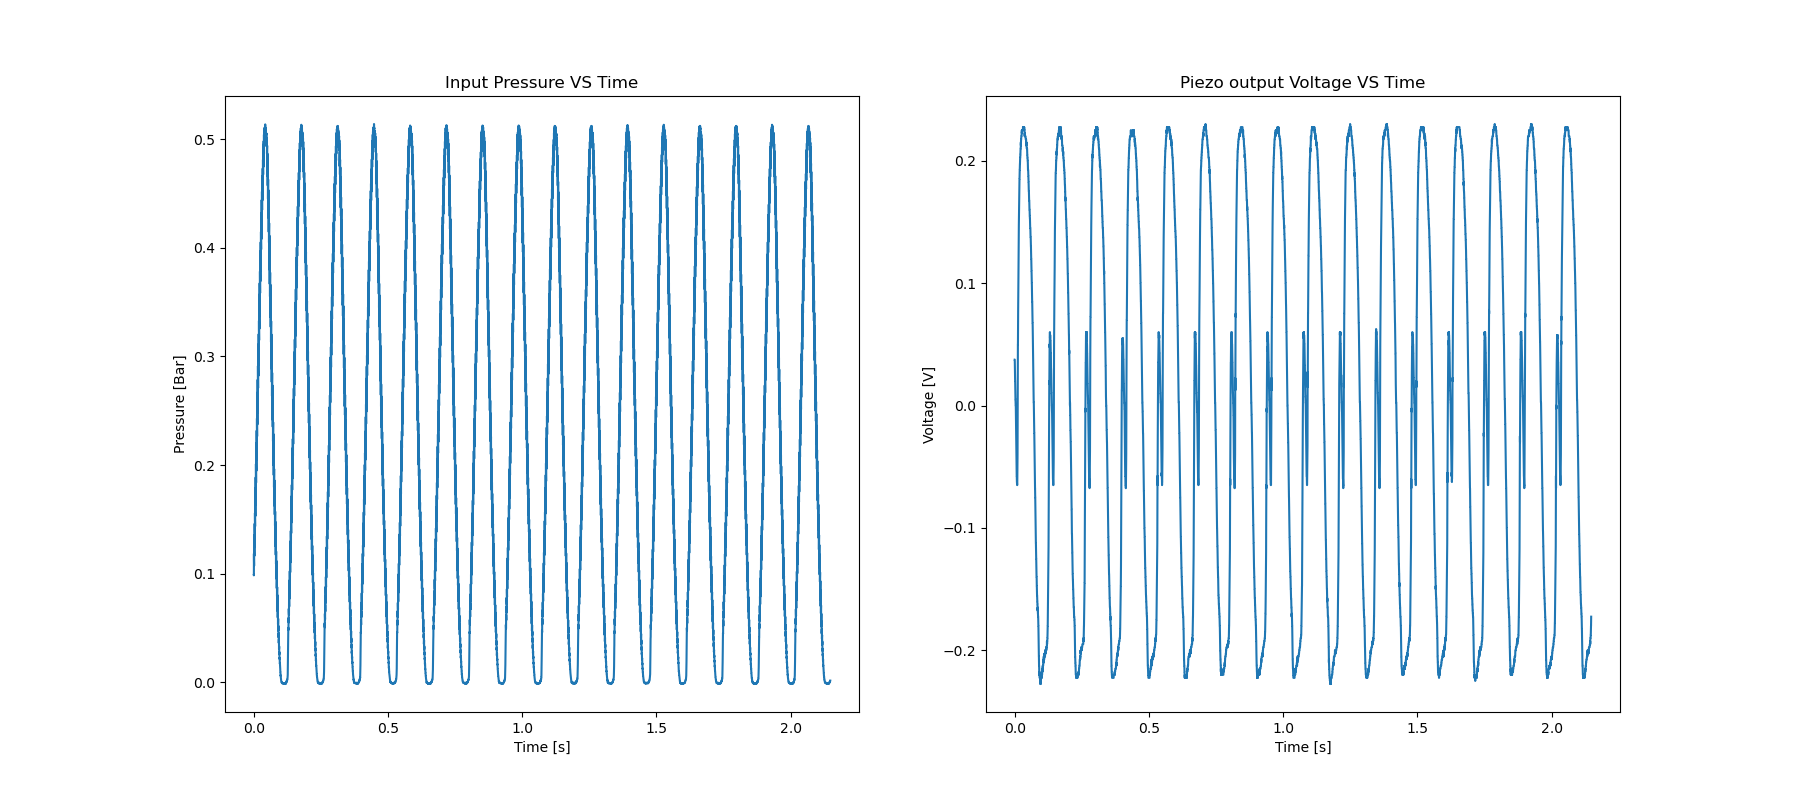 Input Pressure VS Time
Pressure [Bar]
0.5
0.4
0.3
0.2
0.1
0.0
0.0 0.5 1.0 1.5 2.0
Time [s]
Piezo output Voltage VS Time
Voltage [V]
0.2
0.1
0.0
−0.1
−0.2
0.0 0.5 1.0 1.5 2.0
Time [s]